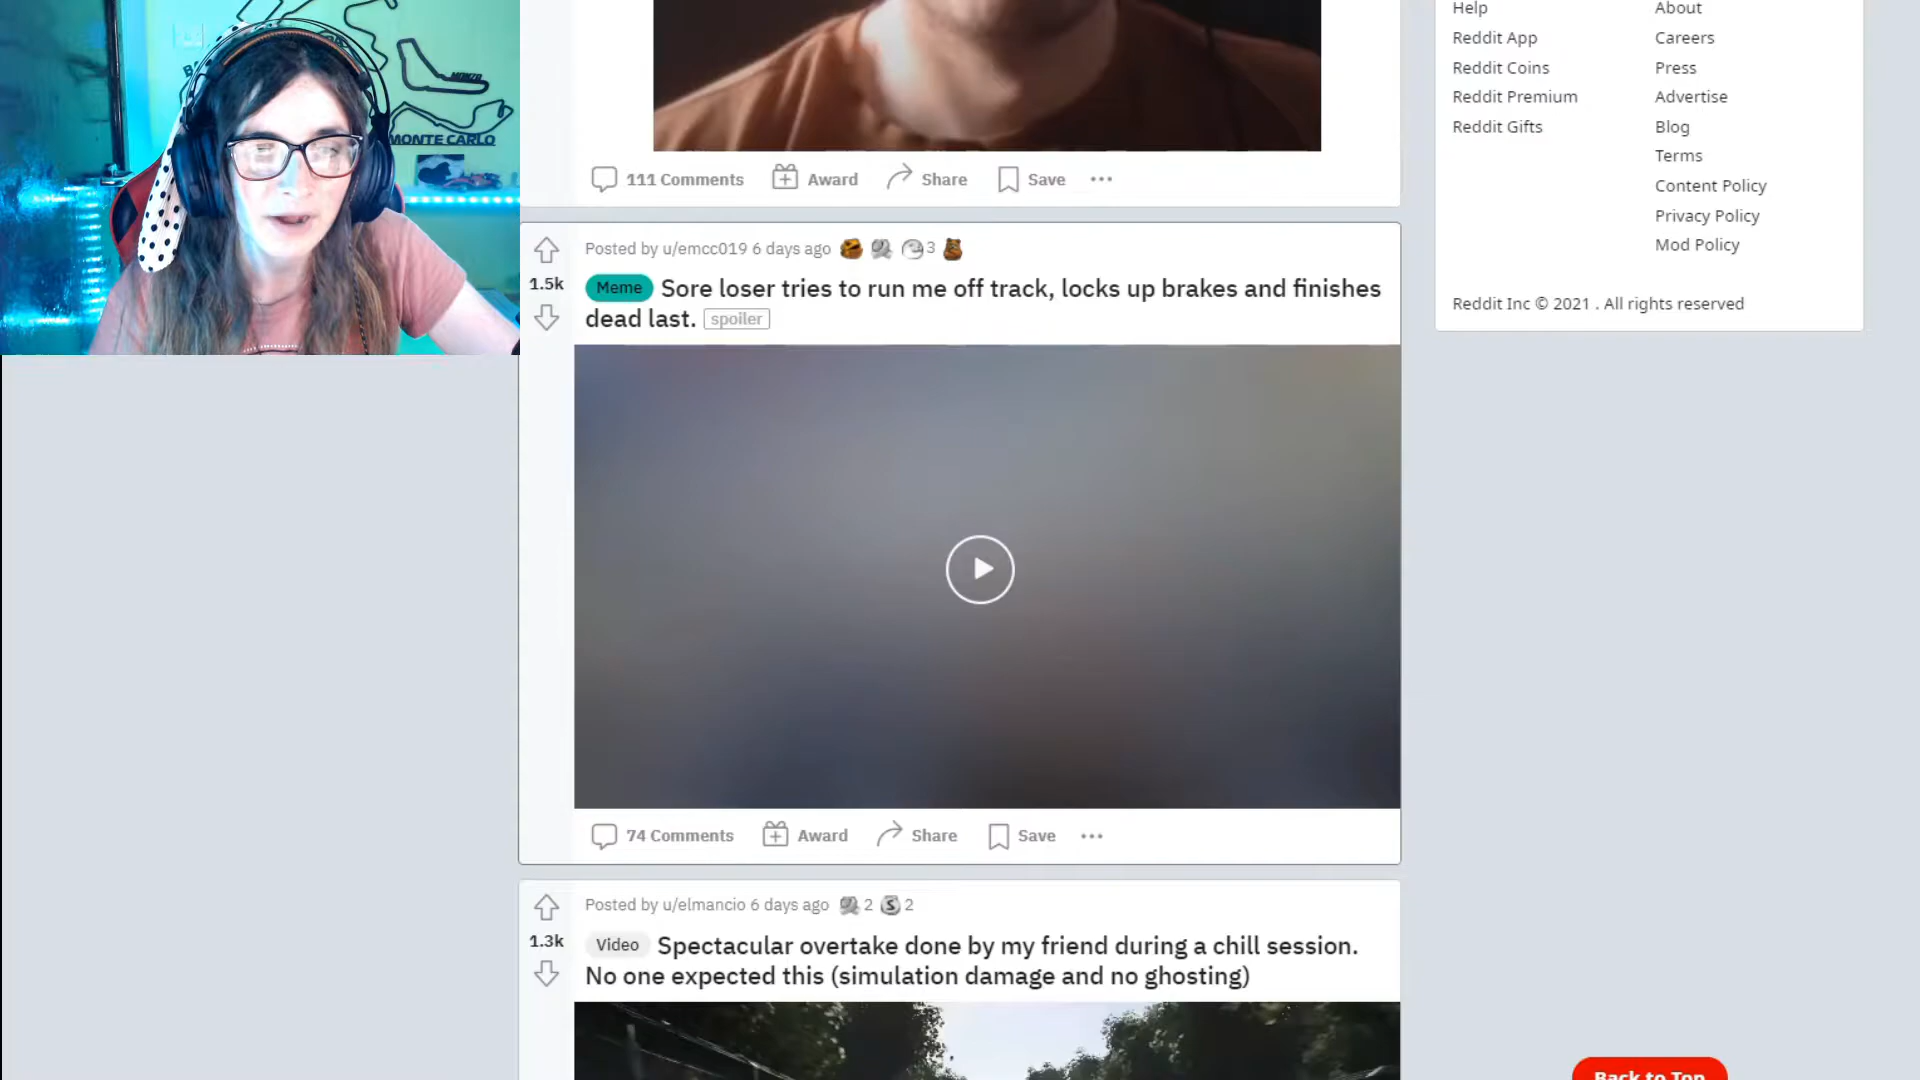 MONZA
MONTE CARLO
111 Comments
Award
Share
Save
Posted by u/emcc019 6 days ago
3
1.5k
Meme
Sore loser tries to run me off track, locks up brakes and finishes
dead last.
spoiler
74 Comments
Award
Share
Save
Posted by u/elmancio 6 days ago
2
S
2
1.3k
Video
Spectacular overtake done by my friend during a chill session.
No one expected this (simulation damage and no ghosting)
Help
Reddit App
Reddit Coins
Reddit Premium
Reddit Gifts
About
Careers
Press
Advertise
Blog
Terms
Content Policy
Privacy Policy
Mod Policy
Reddit Inc © 2021 . All rights reserved
Back to Top